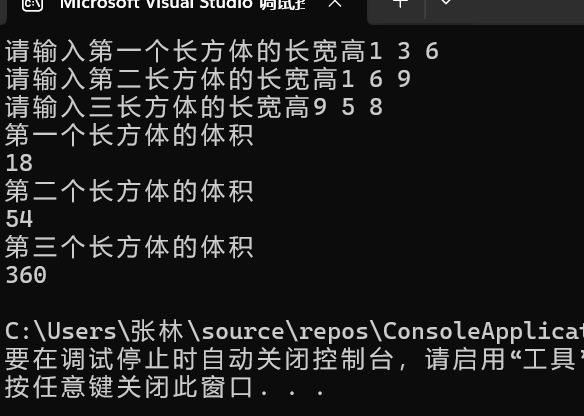 Microsoft Visual Studio 调试
请输入第一个长方体的长宽高1 3 6
请输入第二长方体的长宽高1 6 9
请输入三长方体的长宽高9 5 8
第一个长方体的体积
18
第二个长方体的体积
54
第三个长方体的体积
360
C:\Users\张林\source\repos\ConsoleApplicat
要在调试停止时自动关闭控制台，请启用“工具”
按任意键关闭此窗口. . .